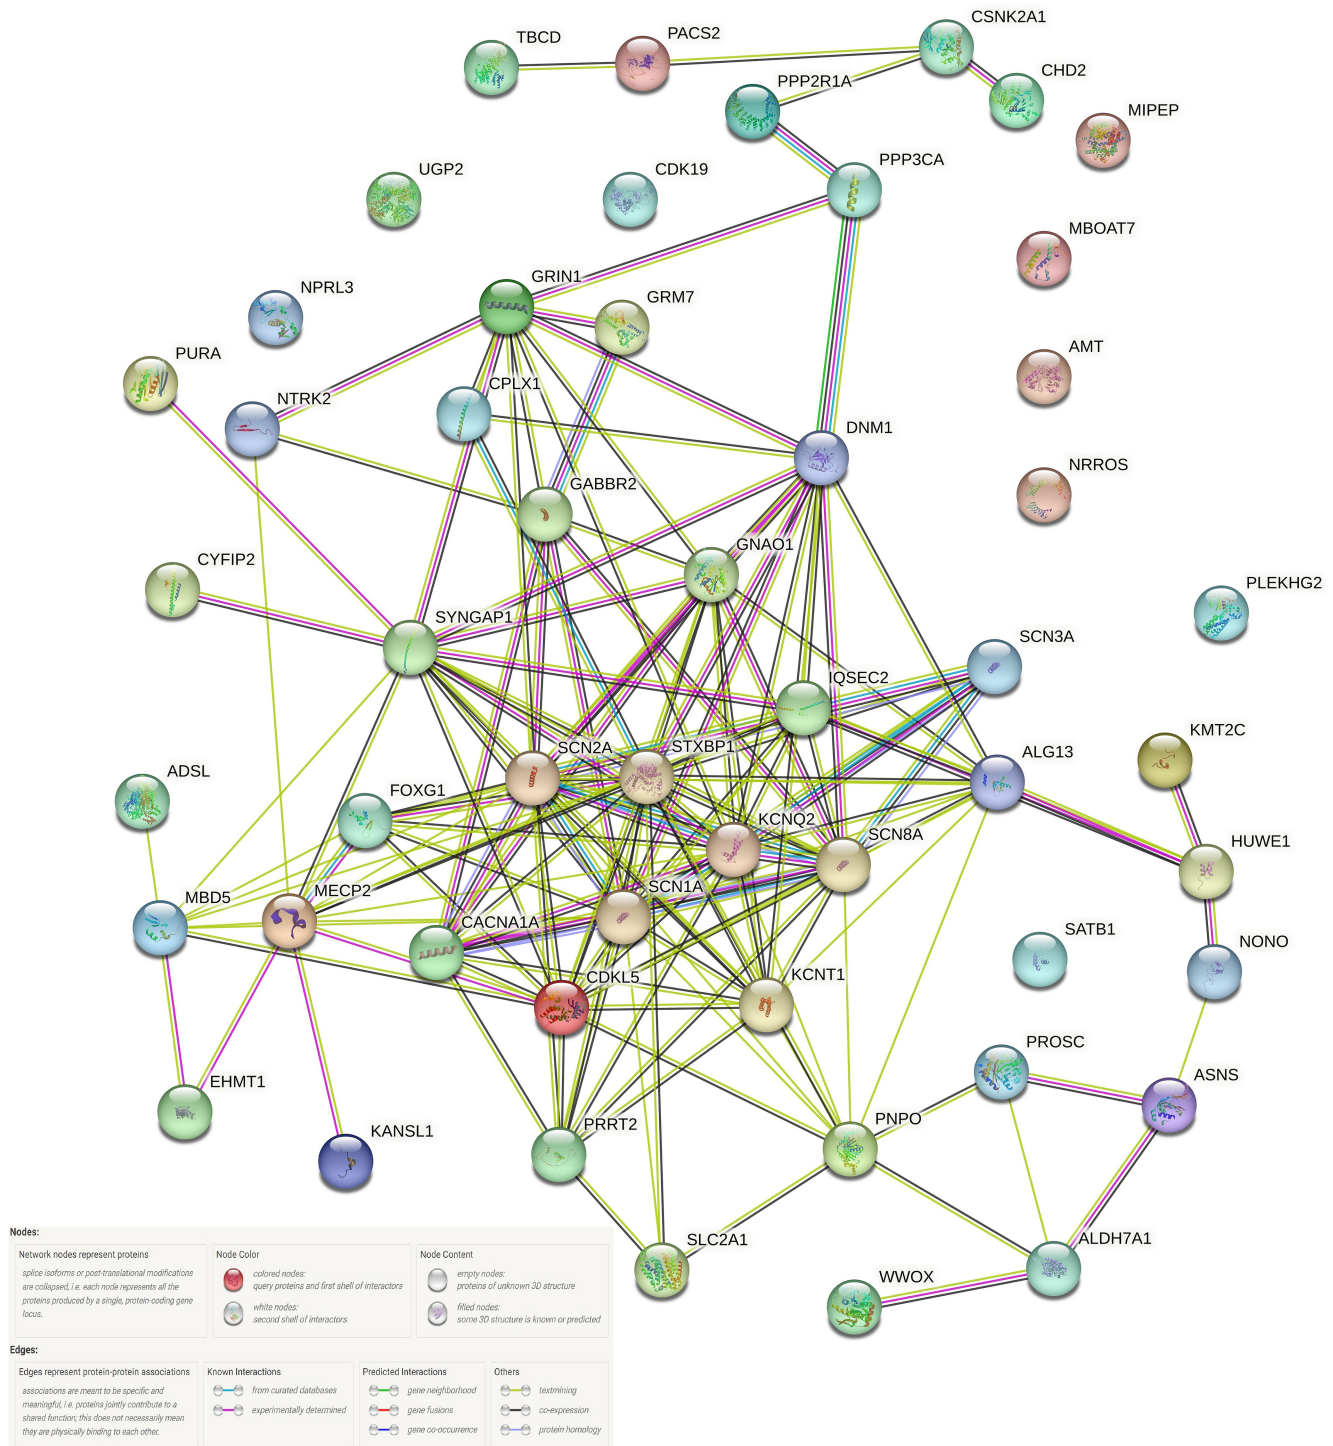 CSNK2A1
PACS2
TBCD
CHD2
PPP2R1A
MIPEP
PPP3CA
UGP2
CDK19
MBOAT7
GRIN1
NPRL3
GRM7
AMT
PURA
CPLX1
NTRK2
DNM1
NRROS
GABBR2
GNAO1
CYFIP2
PLEKHG2
SYNGAP1
SCN3A
IQSEC2
KMT2C
SCN2A
STXBP1
ALG13
ADSL
FOXG1
KCNQ2
SCN8A
HUWE1
SCN1A
MECP2
MBD5
CACNA1A
SATB1
NONO
CDKL5
KCNT1
PROSC
ASNS
EHMT1
PRRT2
PNPO
KANSL1
SLC2A1
ALDH7A1
WWOX
Nodes:
Network nodes represent proteins
splice isoforms or post-translational modifications
are collapsed, i.e. each node represents all the
proteins produced by a single, protein-coding gene
locus.
Node Color
colored nodes:
query proteins and first shell of interactors
white nodes:
second shell of interactors
Node Content
empty nodes:
proteins of unknown 3D structure
filled nodes:
some 3D structure is known or predicted
Edges:
Edges represent protein-protein associations
associations are meant to be specific and
meaningful, i.e. proteins jointly contribute to a
shared function; this does not necessarily mean
they are physically binding to each other.
Known Interactions
from curated databases
experimentally determined
Predicted Interactions
gene neighborhood
gene fusions
gene co-occurrence
Others
textmining
co-expression
protein homology